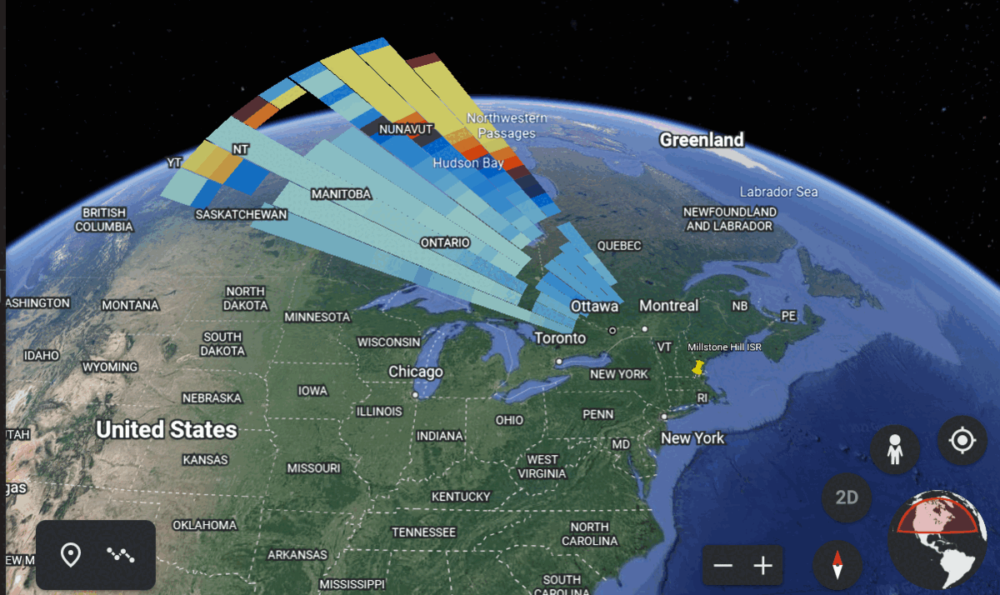 Northwestern
Passages
NUNAVUT
Greenland
NT
YT
Hudson Bay
MANITOBA
Labrador Sea
BRITISH
COLUMBIA
SASKATCHEWAN
NEWFOUNDLAND
AND LABRADOR
ONTARIO
QUEBEC
ASHINGTON
MONTANA
NORTH
DAKOTA
MINNESOTA
Ottawa
Montreal
NB
PE
IDAHO
SOUTH
DAKOTA
WISCONSIN
Toronto
VT
Millstone Hill ISR
WYOMING
Chicago
NEW YORK
NEBRASKA
IOWA
ILLINOIS
OHIO
PENN
RI
United States
INDIANA
New York
UTAH
MD
KANSAS
MISSOURI
WEST
VIRGINIA
gas
KENTUCKY
2D
OKLAHOMA
TENNESSEE
NORTH
CAROLINA
EW M
ARKANSAS
MISSISSIPPI
SOUTH
CAROLINA